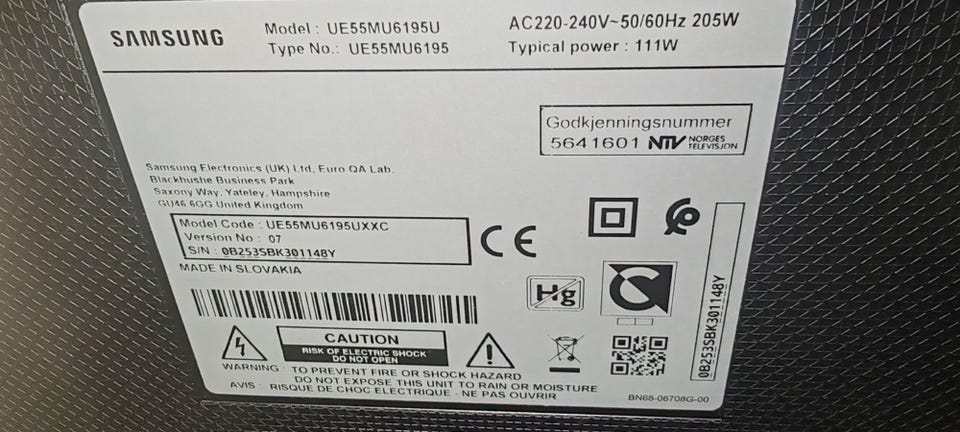 SAMSUNG
Model : UE55MU6195U
Type No.: UE55MU6195
AC220-240V~50/60Hz 205W
Typical power : 111W
Godkjenningsnummer
5641601 NTV NORGES TELEVISJON
Samsung Electronics (UK) Ltd, Euro QA Lab.
Blackhushe Business Park
Saxony Way, Yateley, Hampshire
GU46 6GG United Kingdom
Model Code : UE55MU6195UXXC
Version No : 07
S/N : 0B253SBK301148Y
MADE IN SLOVAKIA
CE
Hg
0B253SBK301148Y
CAUTION
RISK OF ELECTRIC SHOCK
DO NOT OPEN
WARNING : TO PREVENT FIRE OR SHOCK HAZARD
DO NOT EXPOSE THIS UNIT TO RAIN OR MOISTURE
AVIS : RISQUE DE CHOC ELECTRIQUE - NE PAS OUVRIR
BN68-06708G-00